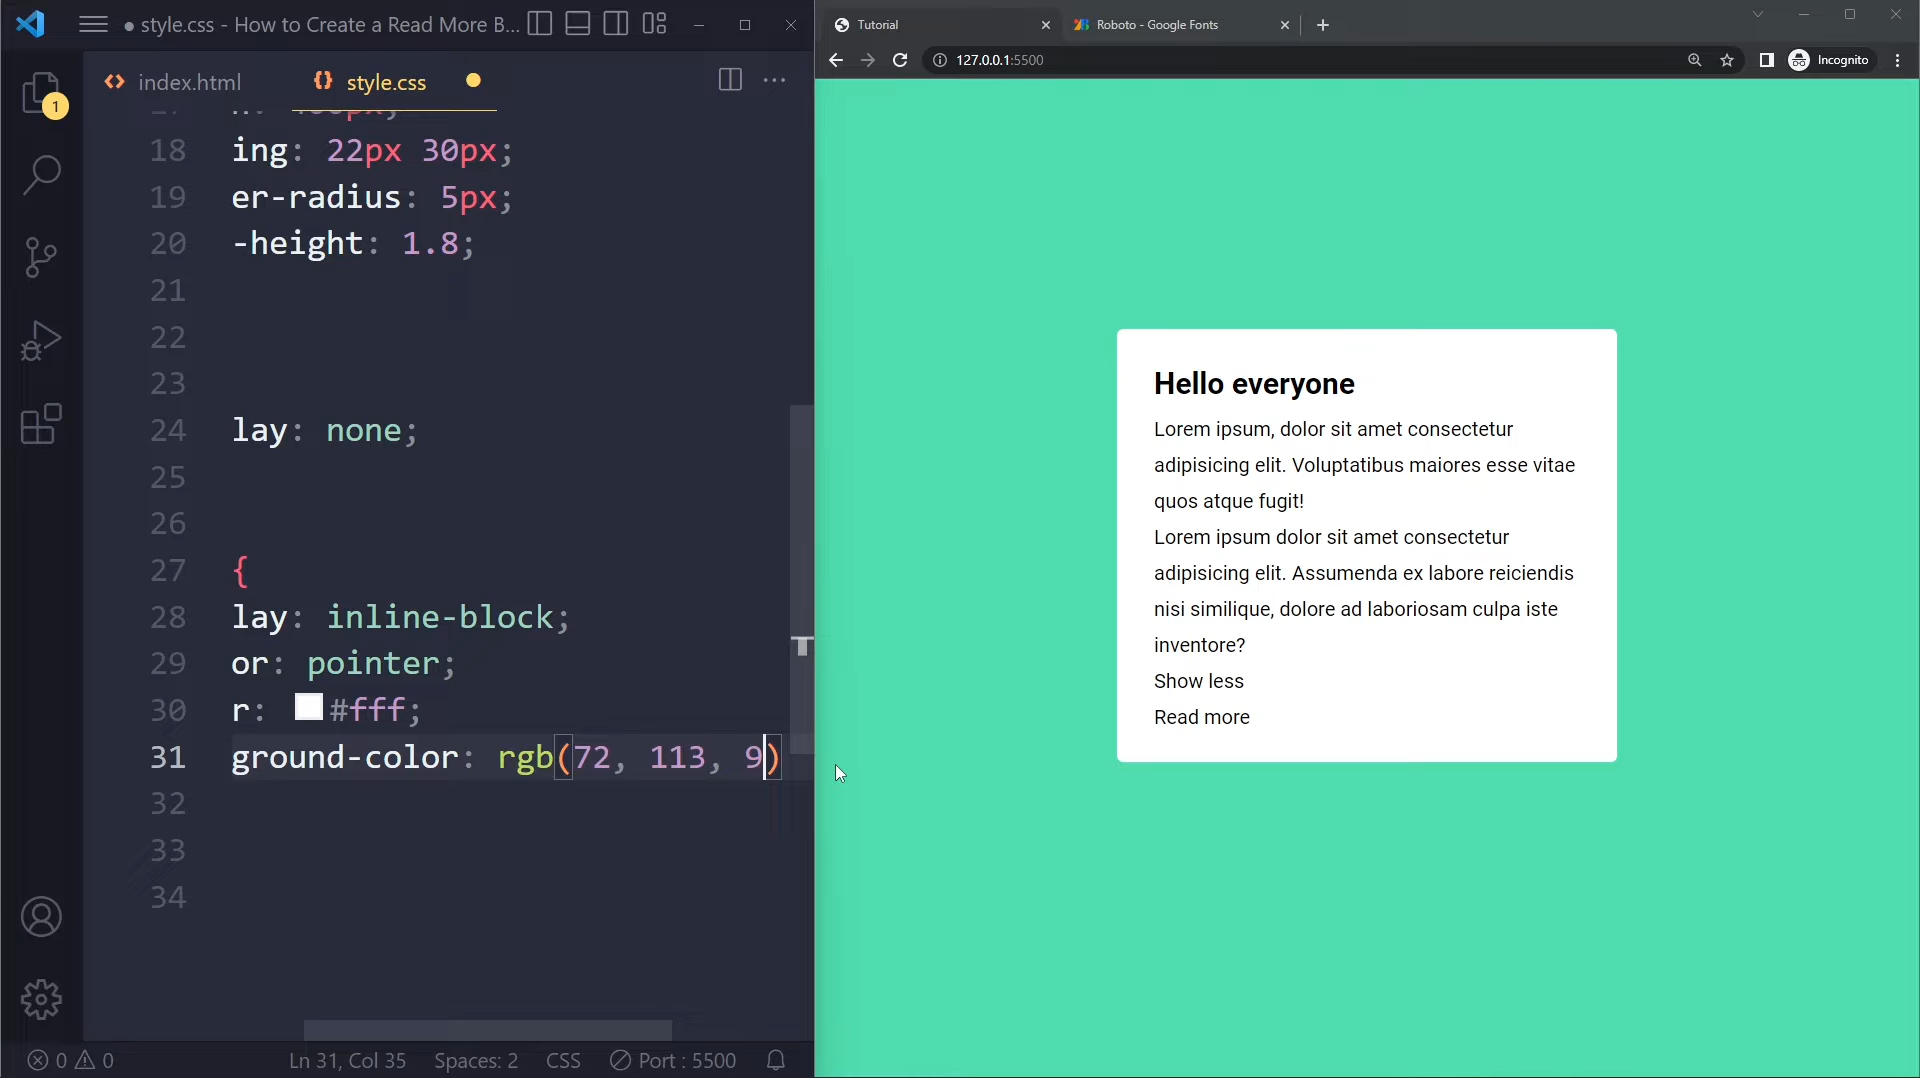 style.css - How to Create a Read More B...
index.html
style.css
1
18 ing: 22px 30px;
19 er-radius: 5px;
20 -height: 1.8;
21
22
23
24 lay: none;
25
26
27 {
28 lay: inline-block;
29 or: pointer;
30 r: #fff;
31 ground-color: rgb(72, 113, 9)
32
33
34
0 0
Ln 31, Col 35
Spaces: 2
CSS
Port : 5500
Tutorial
Roboto - Google Fonts
127.0.0.1:5500
Incognito
Hello everyone
Lorem ipsum, dolor sit amet consectetur
adipisicing elit. Voluptatibus maiores esse vitae
quos atque fugit!
Lorem ipsum dolor sit amet consectetur
adipisicing elit. Assumenda ex labore reiciendis
nisi similique, dolore ad laboriosam culpa iste
inventore?
Show less
Read more